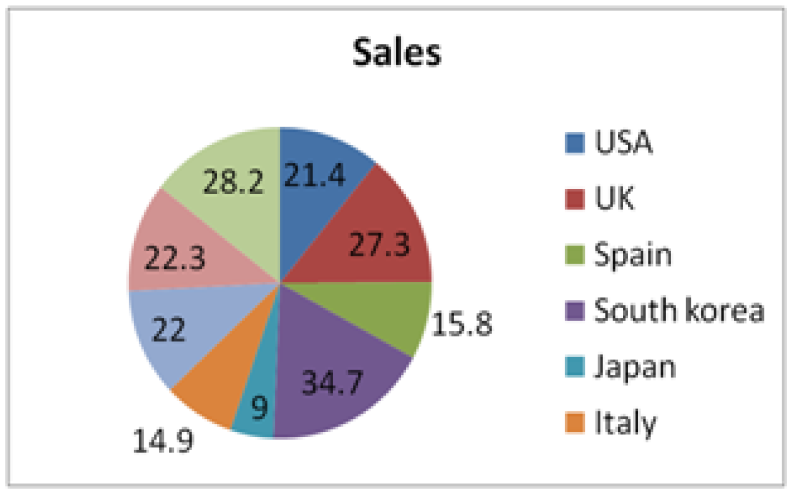 Sales
28.2 21.4
22.3 27.3
22 15.8
34.7
9
14.9
USA
UK
Spain
South korea
Japan
Italy